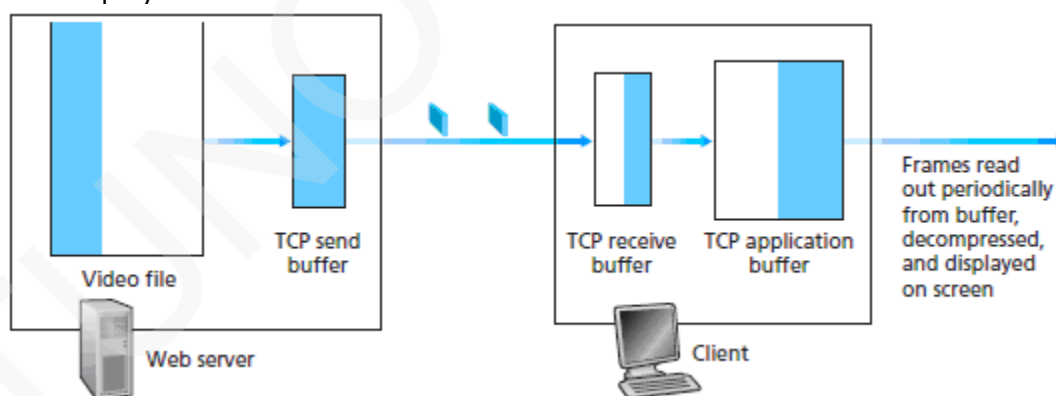 Video file
TCP send
buffer
TCP receive
buffer
TCP application
buffer
Frames read
out periodically
from buffer,
decompressed,
and displayed
on screen
Web server
Client